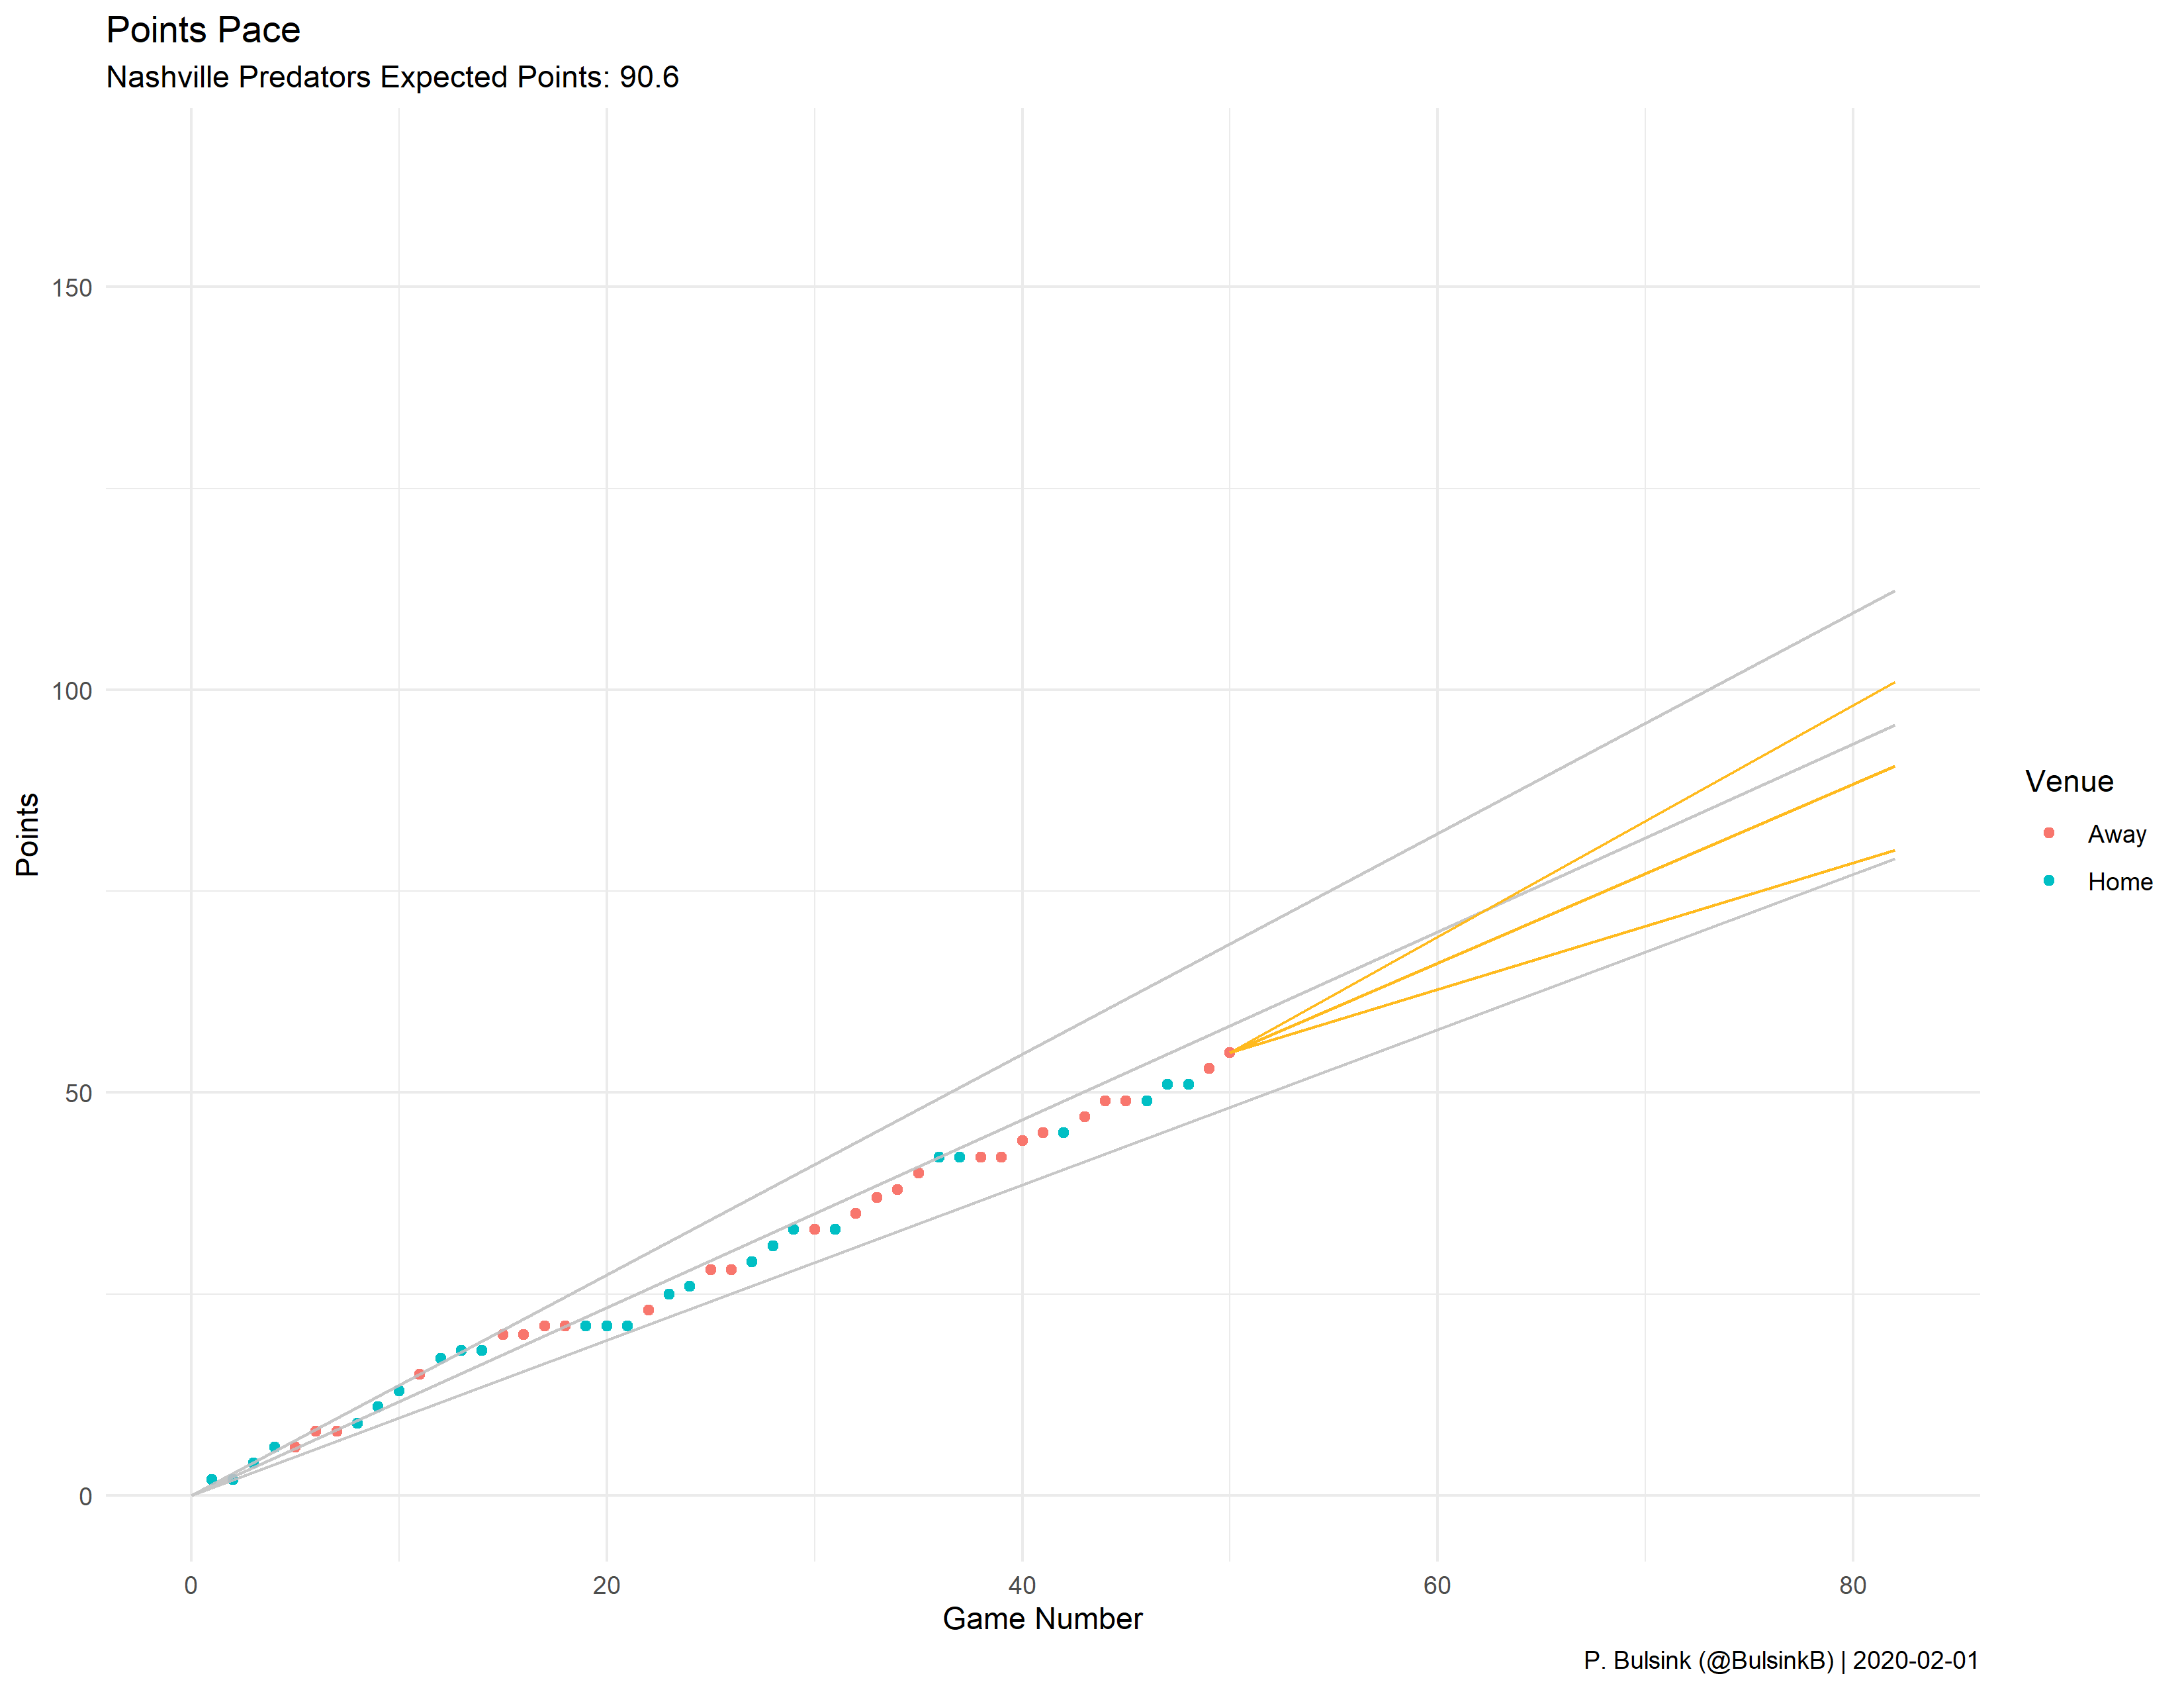 Points Pace
Nashville Predators Expected Points: 90.6
150
100
50
0
Points
0 20 40 60 80
Game Number
Venue
Away
Home
P. Bulsink (@BulsinkB) | 2020-02-01